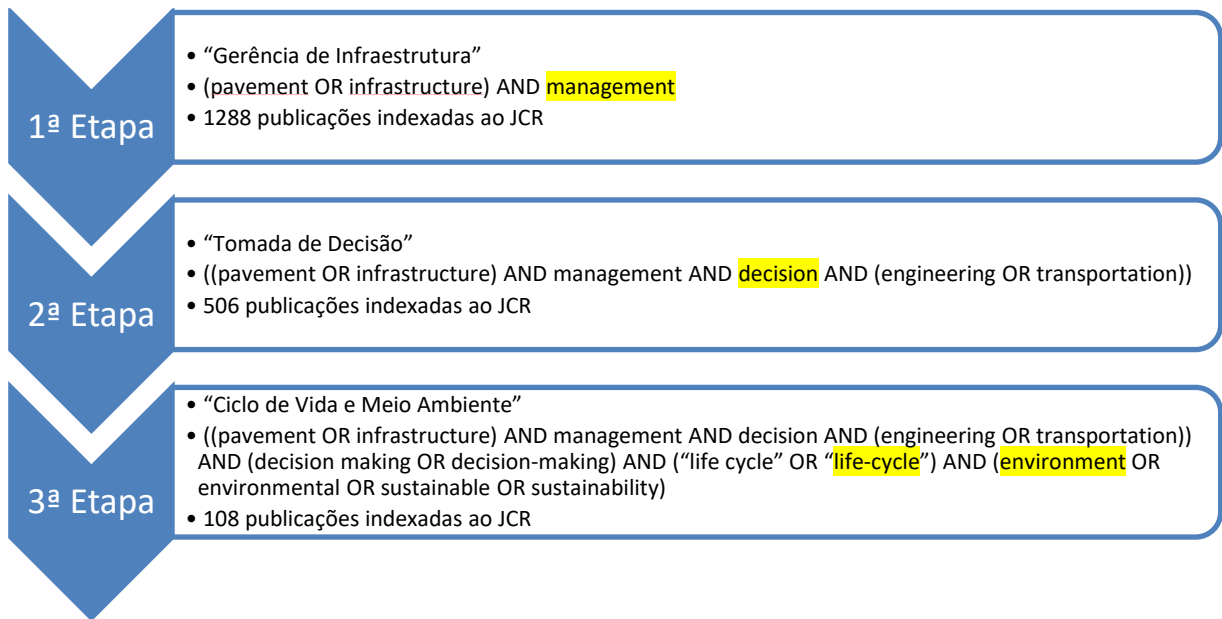 1ª Etapa
• “Gerência de Infraestrutura”
• (pavement OR infrastructure) AND management
• 1288 publicações indexadas ao JCR
2ª Etapa
• “Tomada de Decisão”
• ((pavement OR infrastructure) AND management AND decision AND (engineering OR transportation))
• 506 publicações indexadas ao JCR
3ª Etapa
• “Ciclo de Vida e Meio Ambiente”
• ((pavement OR infrastructure) AND management AND decision AND (engineering OR transportation))
AND (decision making OR decision-making) AND (“life cycle” OR “life-cycle”) AND (environment OR
environmental OR sustainable OR sustainability)
• 108 publicações indexadas ao JCR